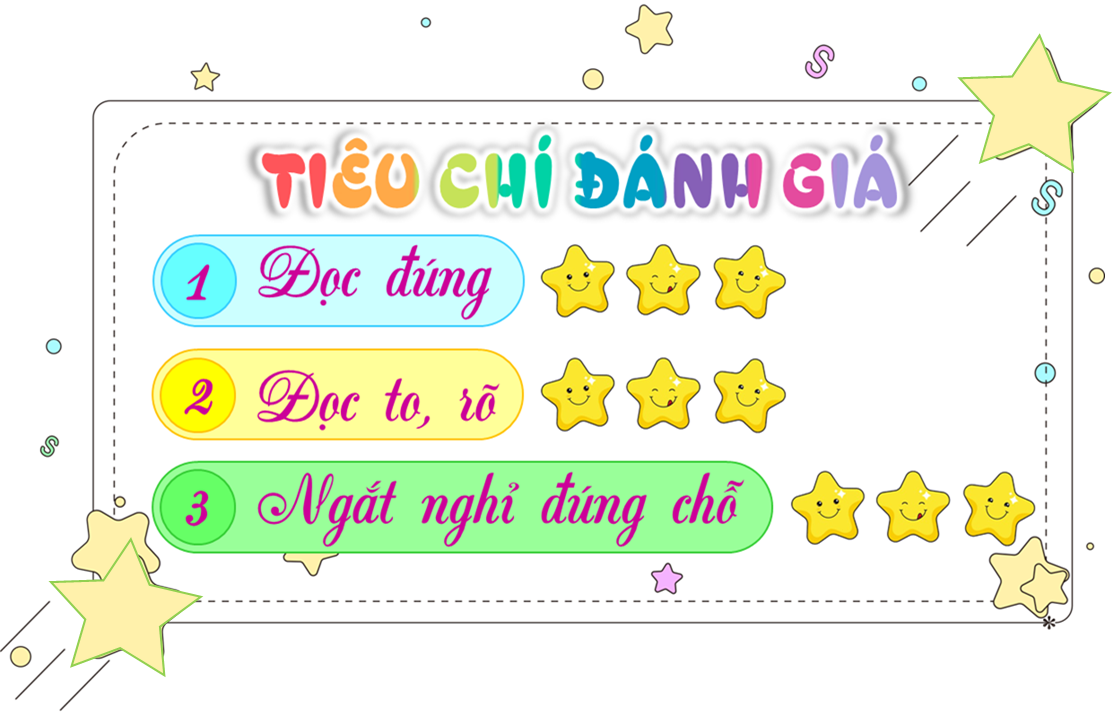 TIÊU CHÍ ĐÁNH GIÁ
1 Đọc đúng
2 Đọc to, rõ
3 Ngắt nghỉ đúng chỗ